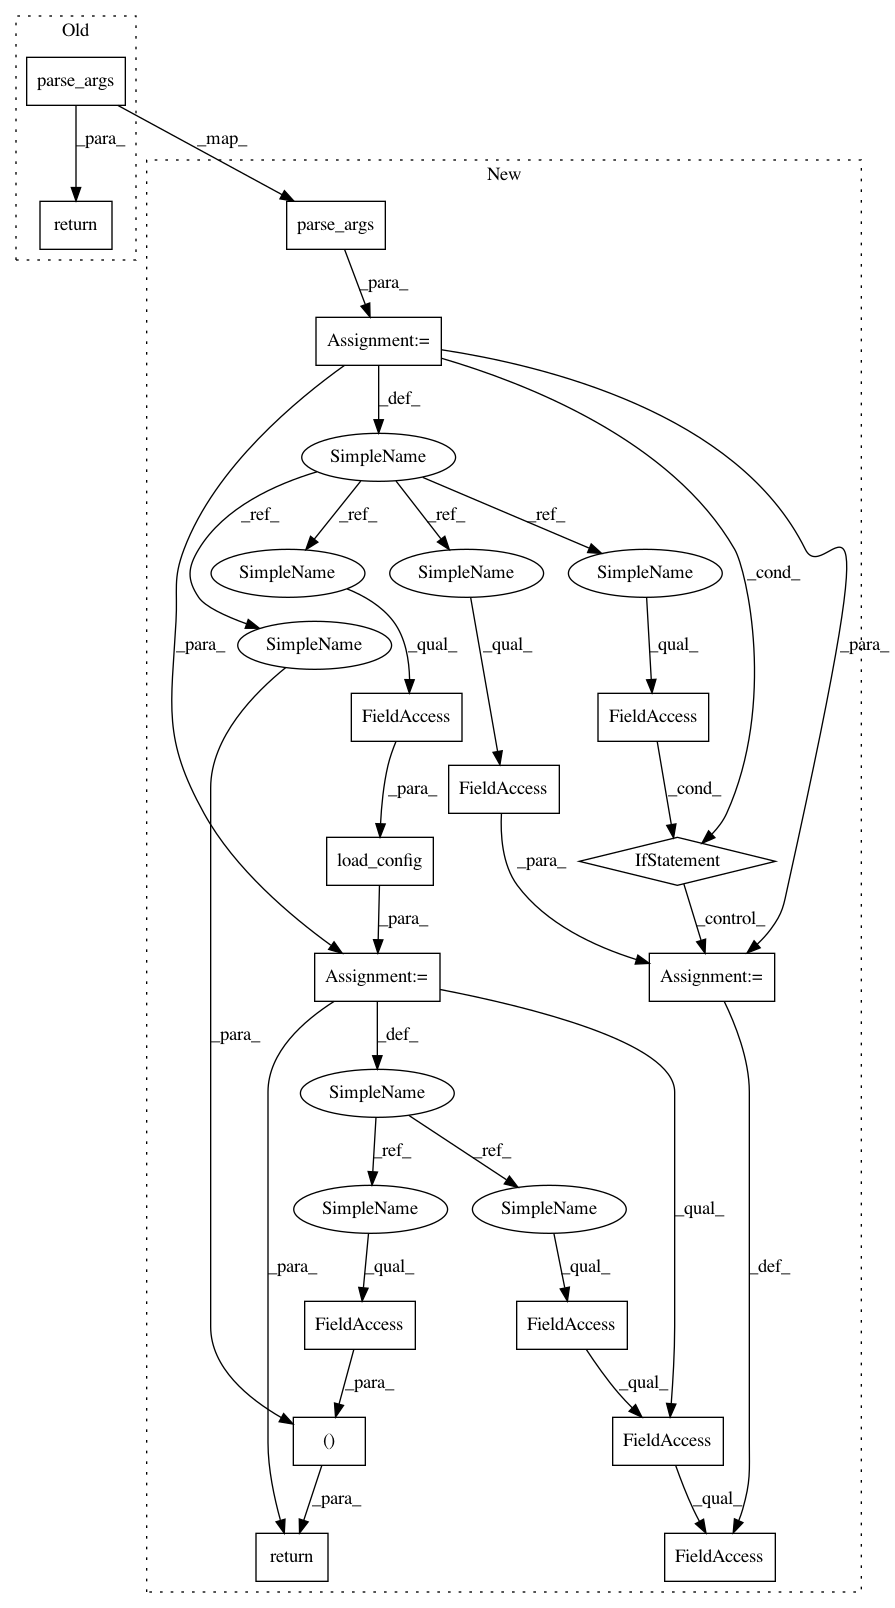 Old
parse_args
_para_
_map_
New
return
parse_args
_para_
Assignment:=
_def_
SimpleName
_ref_
_ref_
_ref_
_ref_
SimpleName
SimpleName
SimpleName
_cond_
SimpleName
_para_
_qual_
_qual_
_qual_
_para_
FieldAccess
FieldAccess
FieldAccess
_para_
_cond_
load_config
_para_
IfStatement
_para_
_control_
Assignment:=
Assignment:=
_para_
_def_
SimpleName
_ref_
_ref_
SimpleName
SimpleName
_qual_
_para_
_qual_
_qual_
_def_
FieldAccess
FieldAccess
_para_
_qual_
()
FieldAccess
_para_
_qual_
return
FieldAccess